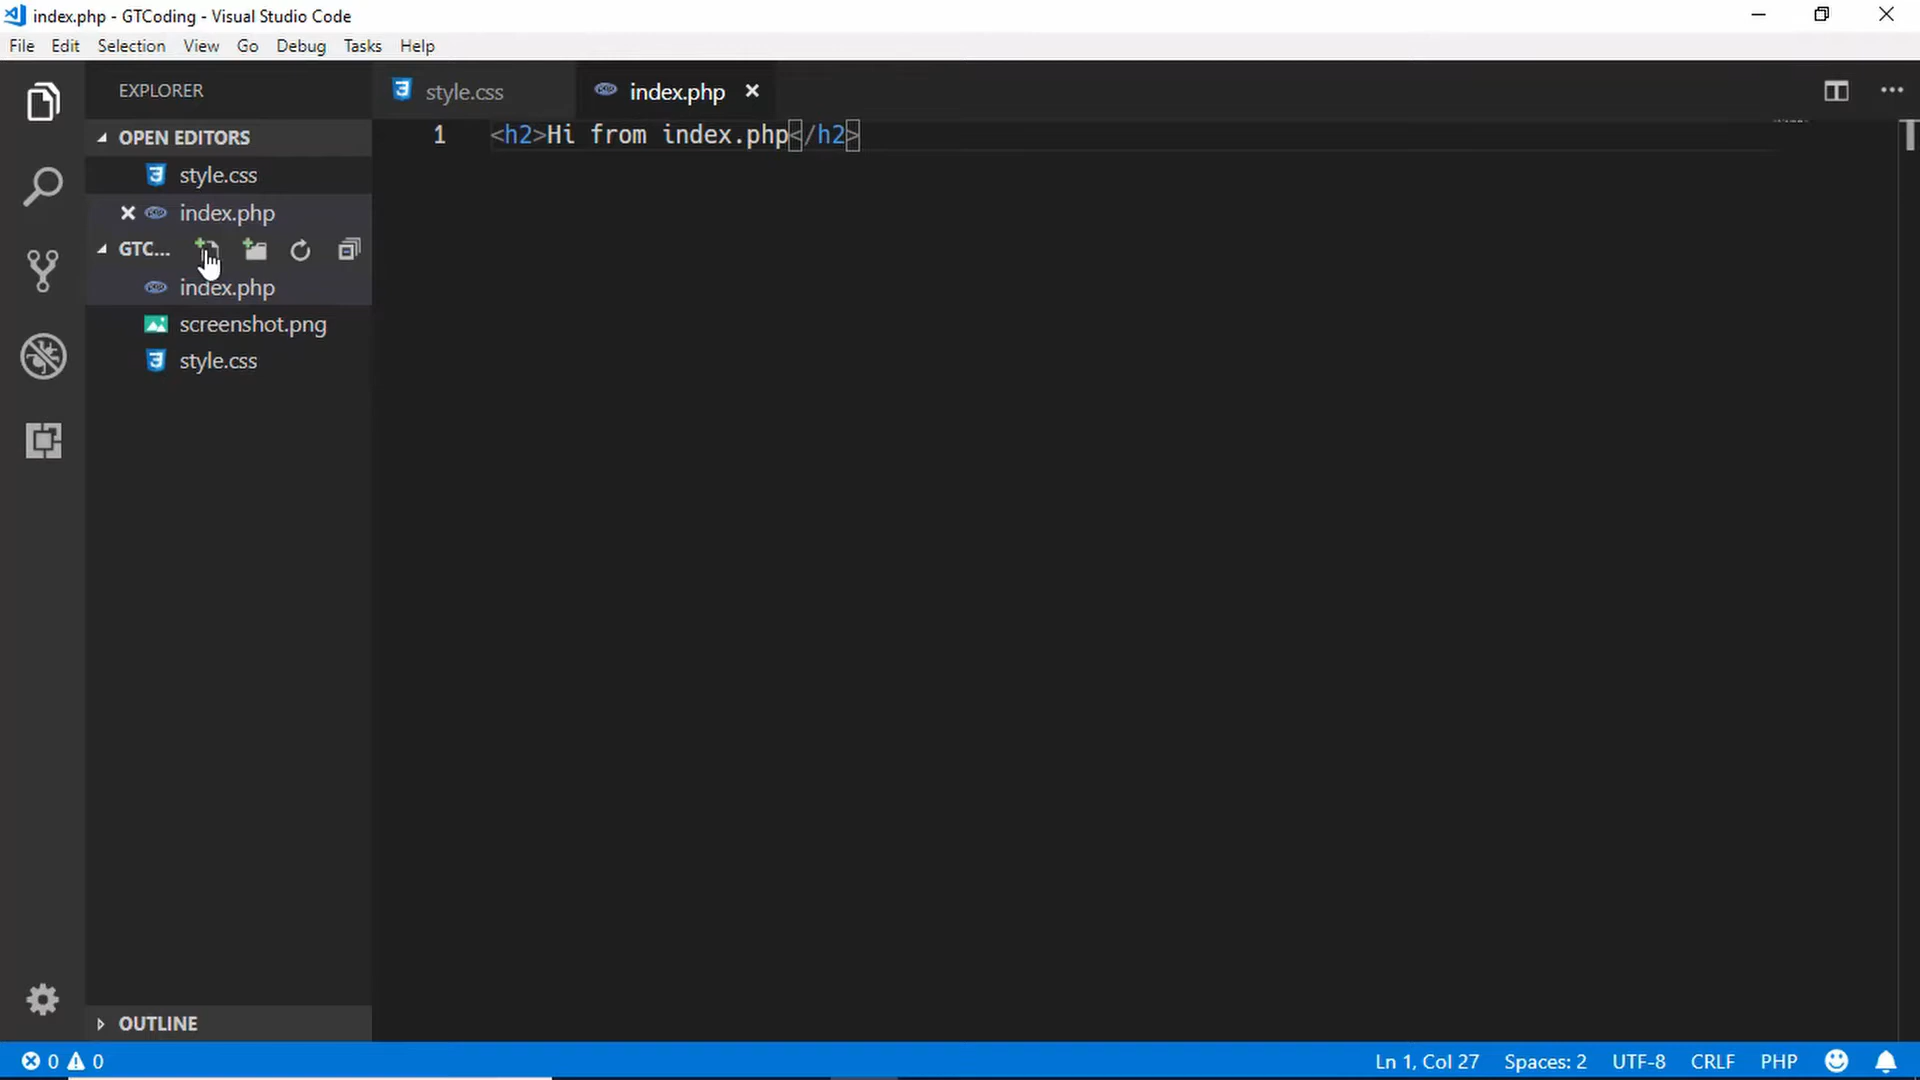 index.php - GTCoding - Visual Studio Code
File Edit Selection View Go Debug Tasks Help
EXPLORER
style.css
index.php
OPEN EDITORS
style.css
index.php
GTC...
index.php
screenshot.png
style.css
1 <h2>Hi from index.php</h2>
OUTLINE
0 0
Ln 1, Col 27 Spaces: 2 UTF-8 CRLF PHP